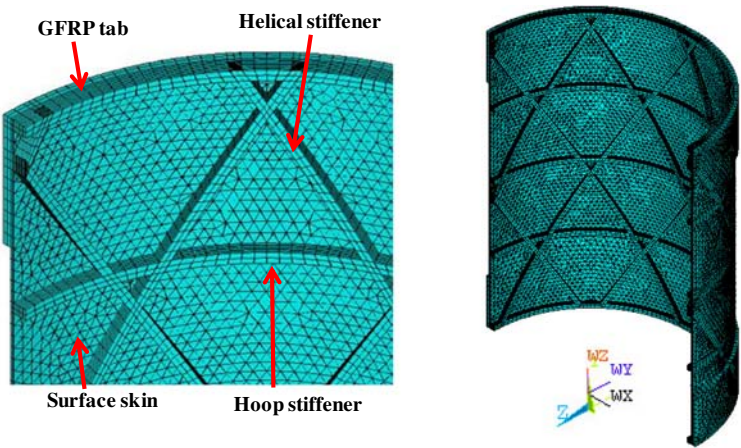 GFRP tab
Helical stiffener
Surface skin
Hoop stiffener
WZ
WY
WX
Z